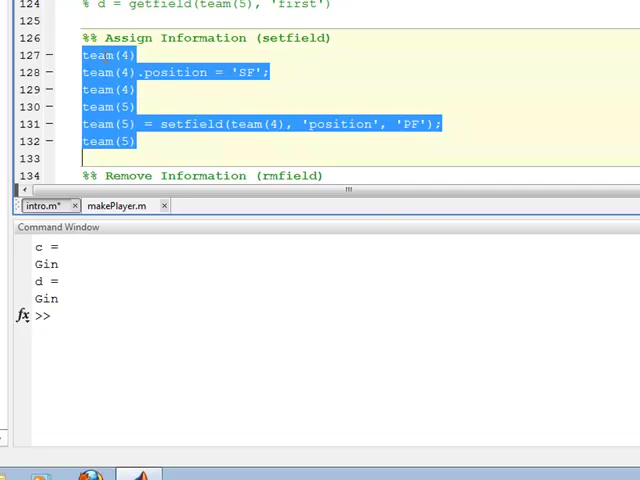 124 % d = getfield(team(5), 'first')
125
126 %% Assign Information (setfield)
127 – team(4)
128 – team(4).position = 'SF';
129 – team(4)
130 – team(5)
131 – team(5) = setfield(team(4), 'position', 'PF');
132 – team(5)
133
134 %% Remove Information (rmfield)
intro.m* × makePlayer.m ×
Command Window
c =
Gin
d =
Gin
fx >>